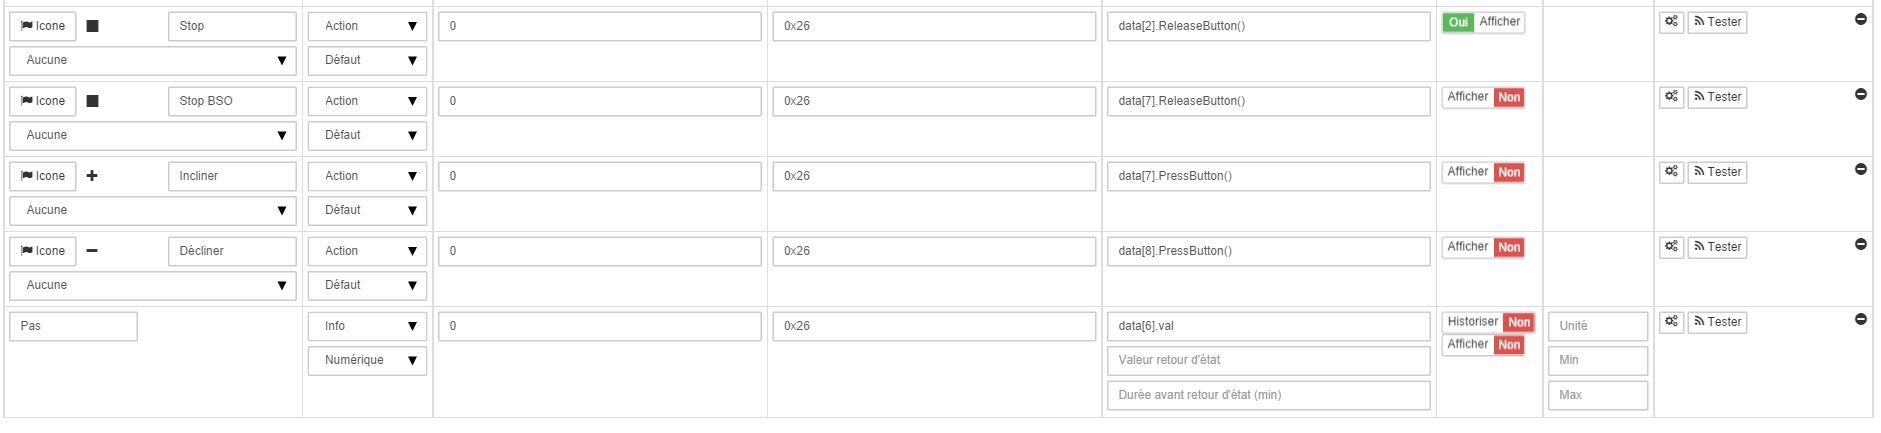 Icone Stop Action 0 0x26 data[2].ReleaseButton() Oui Afficher Tester
Aucune Défaut
Icone Stop BSO Action 0 0x26 data[7].ReleaseButton() Afficher Non Tester
Aucune Défaut
Icone Incliner Action 0 0x26 data[7].PressButton() Afficher Non Tester
Aucune Défaut
Icone Décliner Action 0 0x26 data[8].PressButton() Afficher Non Tester
Aucune Défaut
Pas Info 0 0x26 data[6].val Historiser Non Unité Tester
Afficher Non
Numérique Valeur retour d'état Min
Durée avant retour d'état (min) Max